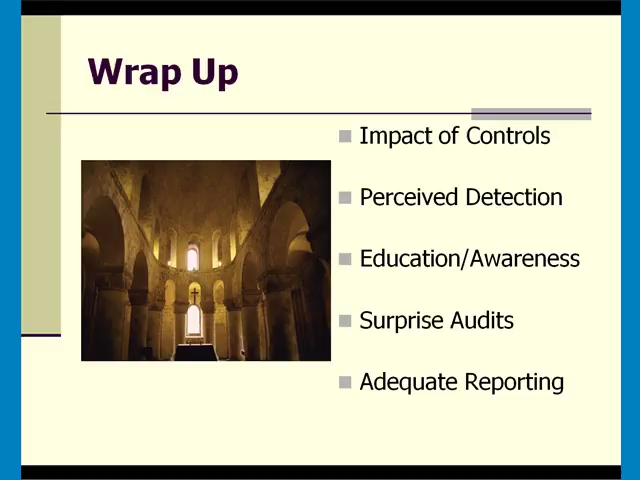 Wrap Up
Impact of Controls
Perceived Detection
Education/Awareness
Surprise Audits
Adequate Reporting